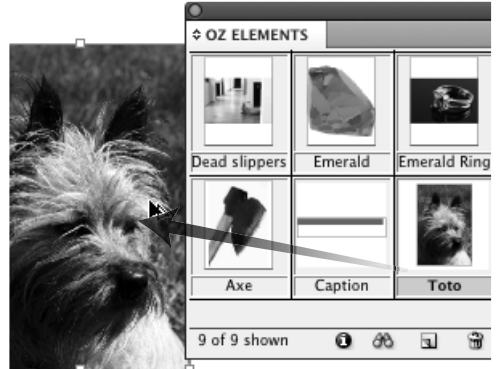 OZ ELEMENTS
Dead slippers
Emerald
Emerald Ring
Axe
Caption
Toto
9 of 9 shown